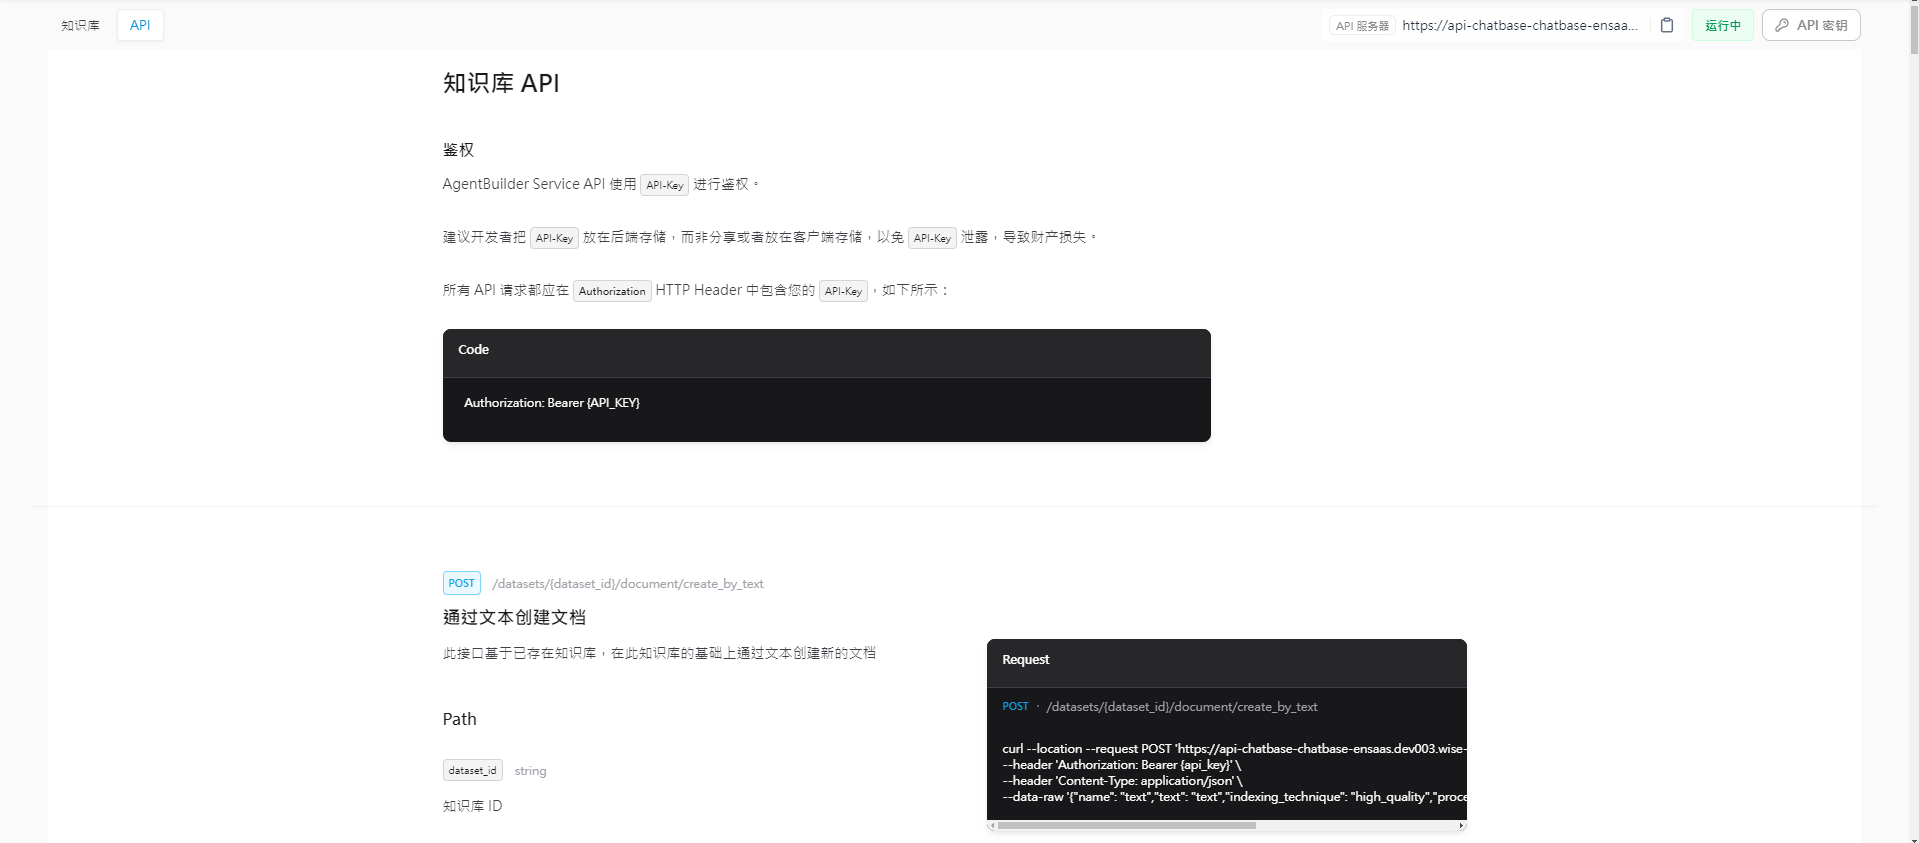 知识库 API API 服务器 https://api-chatbase-chatbase-ensaa... 运行中 API 密钥
知识库 API
鉴权
AgentBuilder Service API 使用 API-Key 进行鉴权。
建议开发者把 API-Key 放在后端存储，而非分享或者放在客户端存储，以免 API-Key 泄露，导致财产损失。
所有 API 请求都应在 Authorization HTTP Header 中包含您的 API-Key，如下所示：
Code
Authorization: Bearer {API_KEY}
POST /datasets/{dataset_id}/document/create_by_text
通过文本创建文档
此接口基于已存在知识库，在此知识库的基础上通过文本创建新的文档
Path
dataset_id string
知识库 ID
Request
POST · /datasets/{dataset_id}/document/create_by_text
curl --location --request POST 'https://api-chatbase-chatbase-ensaas.dev003.wise-
--header 'Authorization: Bearer {api_key}' \
--header 'Content-Type: application/json' \
--data-raw '{"name": "text","text": "text","indexing_technique": "high_quality","proce